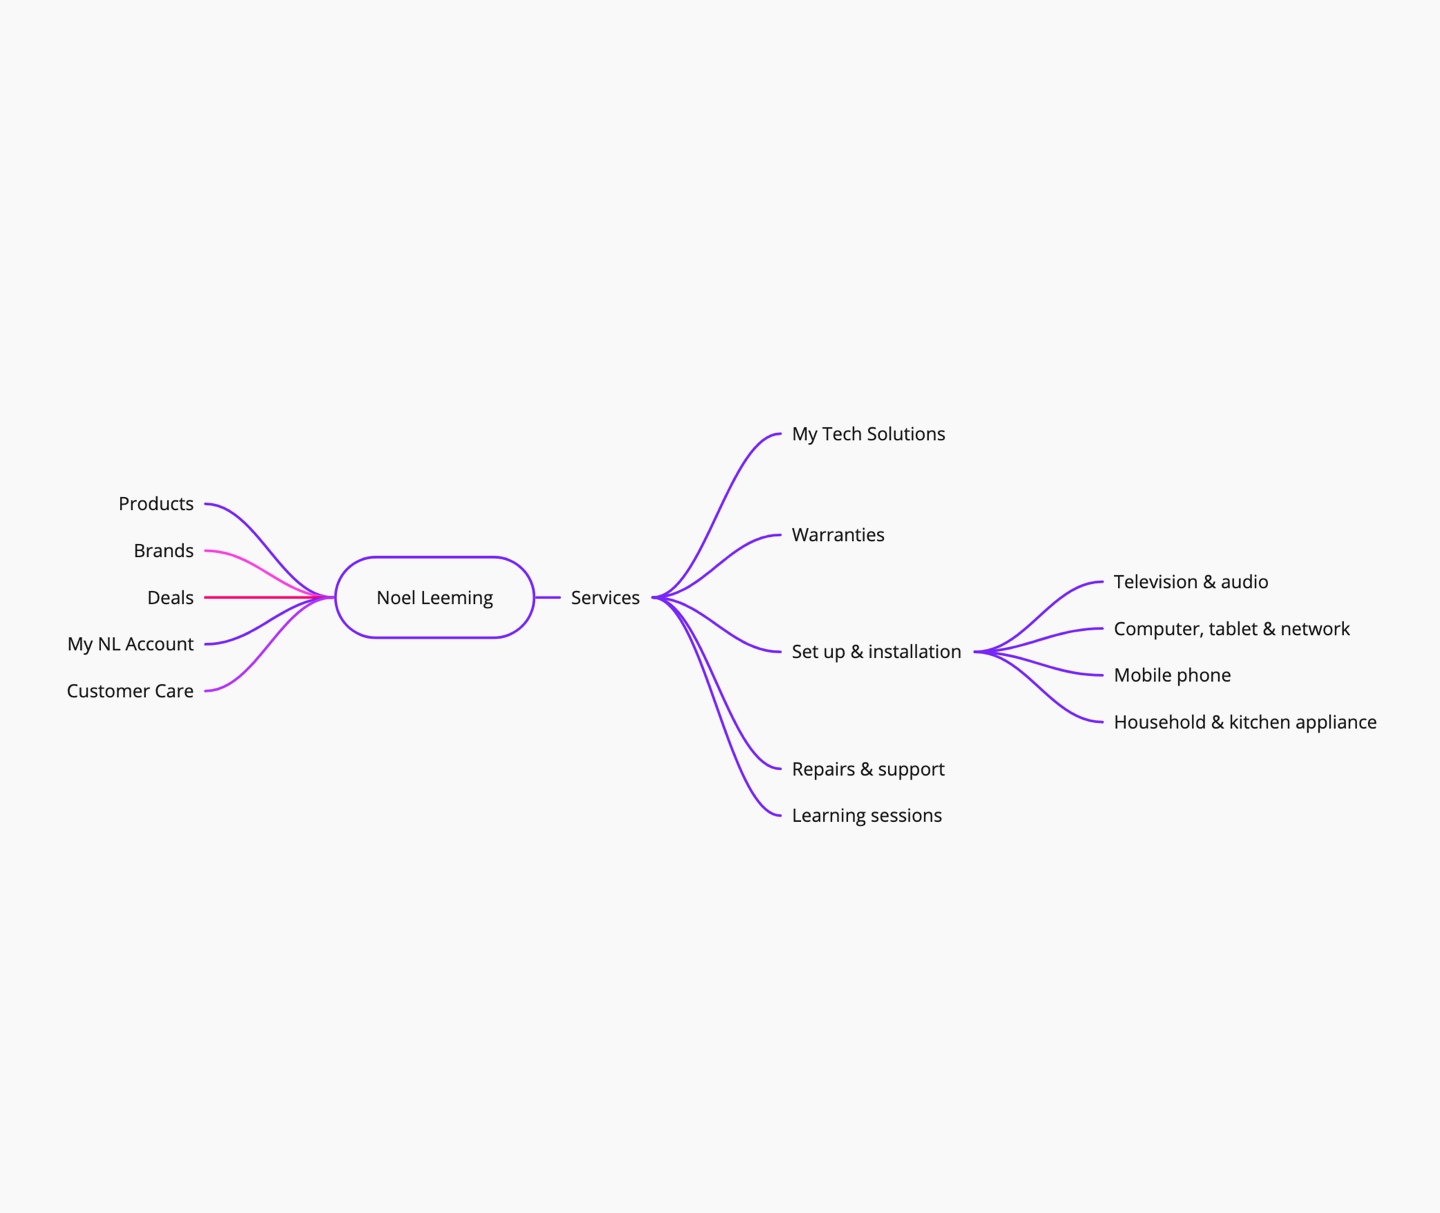 Products
Brands
Deals
My NL Account
Customer Care
Noel Leeming
Services
My Tech Solutions
Warranties
Set up & installation
Television & audio
Computer, tablet & network
Mobile phone
Household & kitchen appliance
Repairs & support
Learning sessions